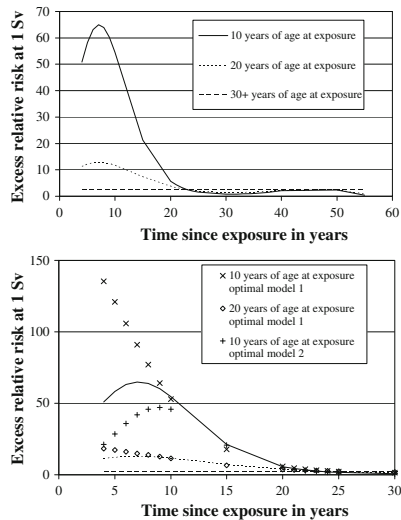 Excess relative risk at 1 Sv
70
60
50
40
30
20
10
0
10 years of age at exposure
20 years of age at exposure
30+ years of age at exposure
0 10 20 30 40 50 60
Time since exposure in years
Excess relative risk at 1 Sv
150
100
50
0
10 years of age at exposure
optimal model 1
20 years of age at exposure
optimal model 1
10 years of age at exposure
optimal model 2
0 5 10 15 20 25 30
Time since exposure in years